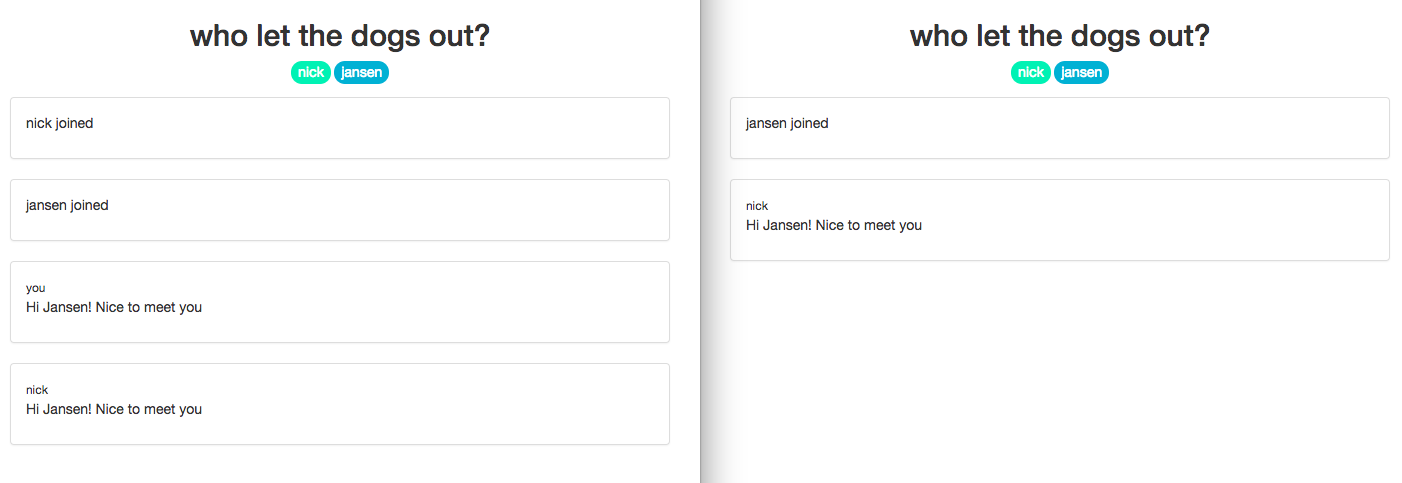 who let the dogs out?
nick jansen
nick joined
jansen joined
you
Hi Jansen! Nice to meet you
nick
Hi Jansen! Nice to meet you
who let the dogs out?
nick jansen
jansen joined
nick
Hi Jansen! Nice to meet you